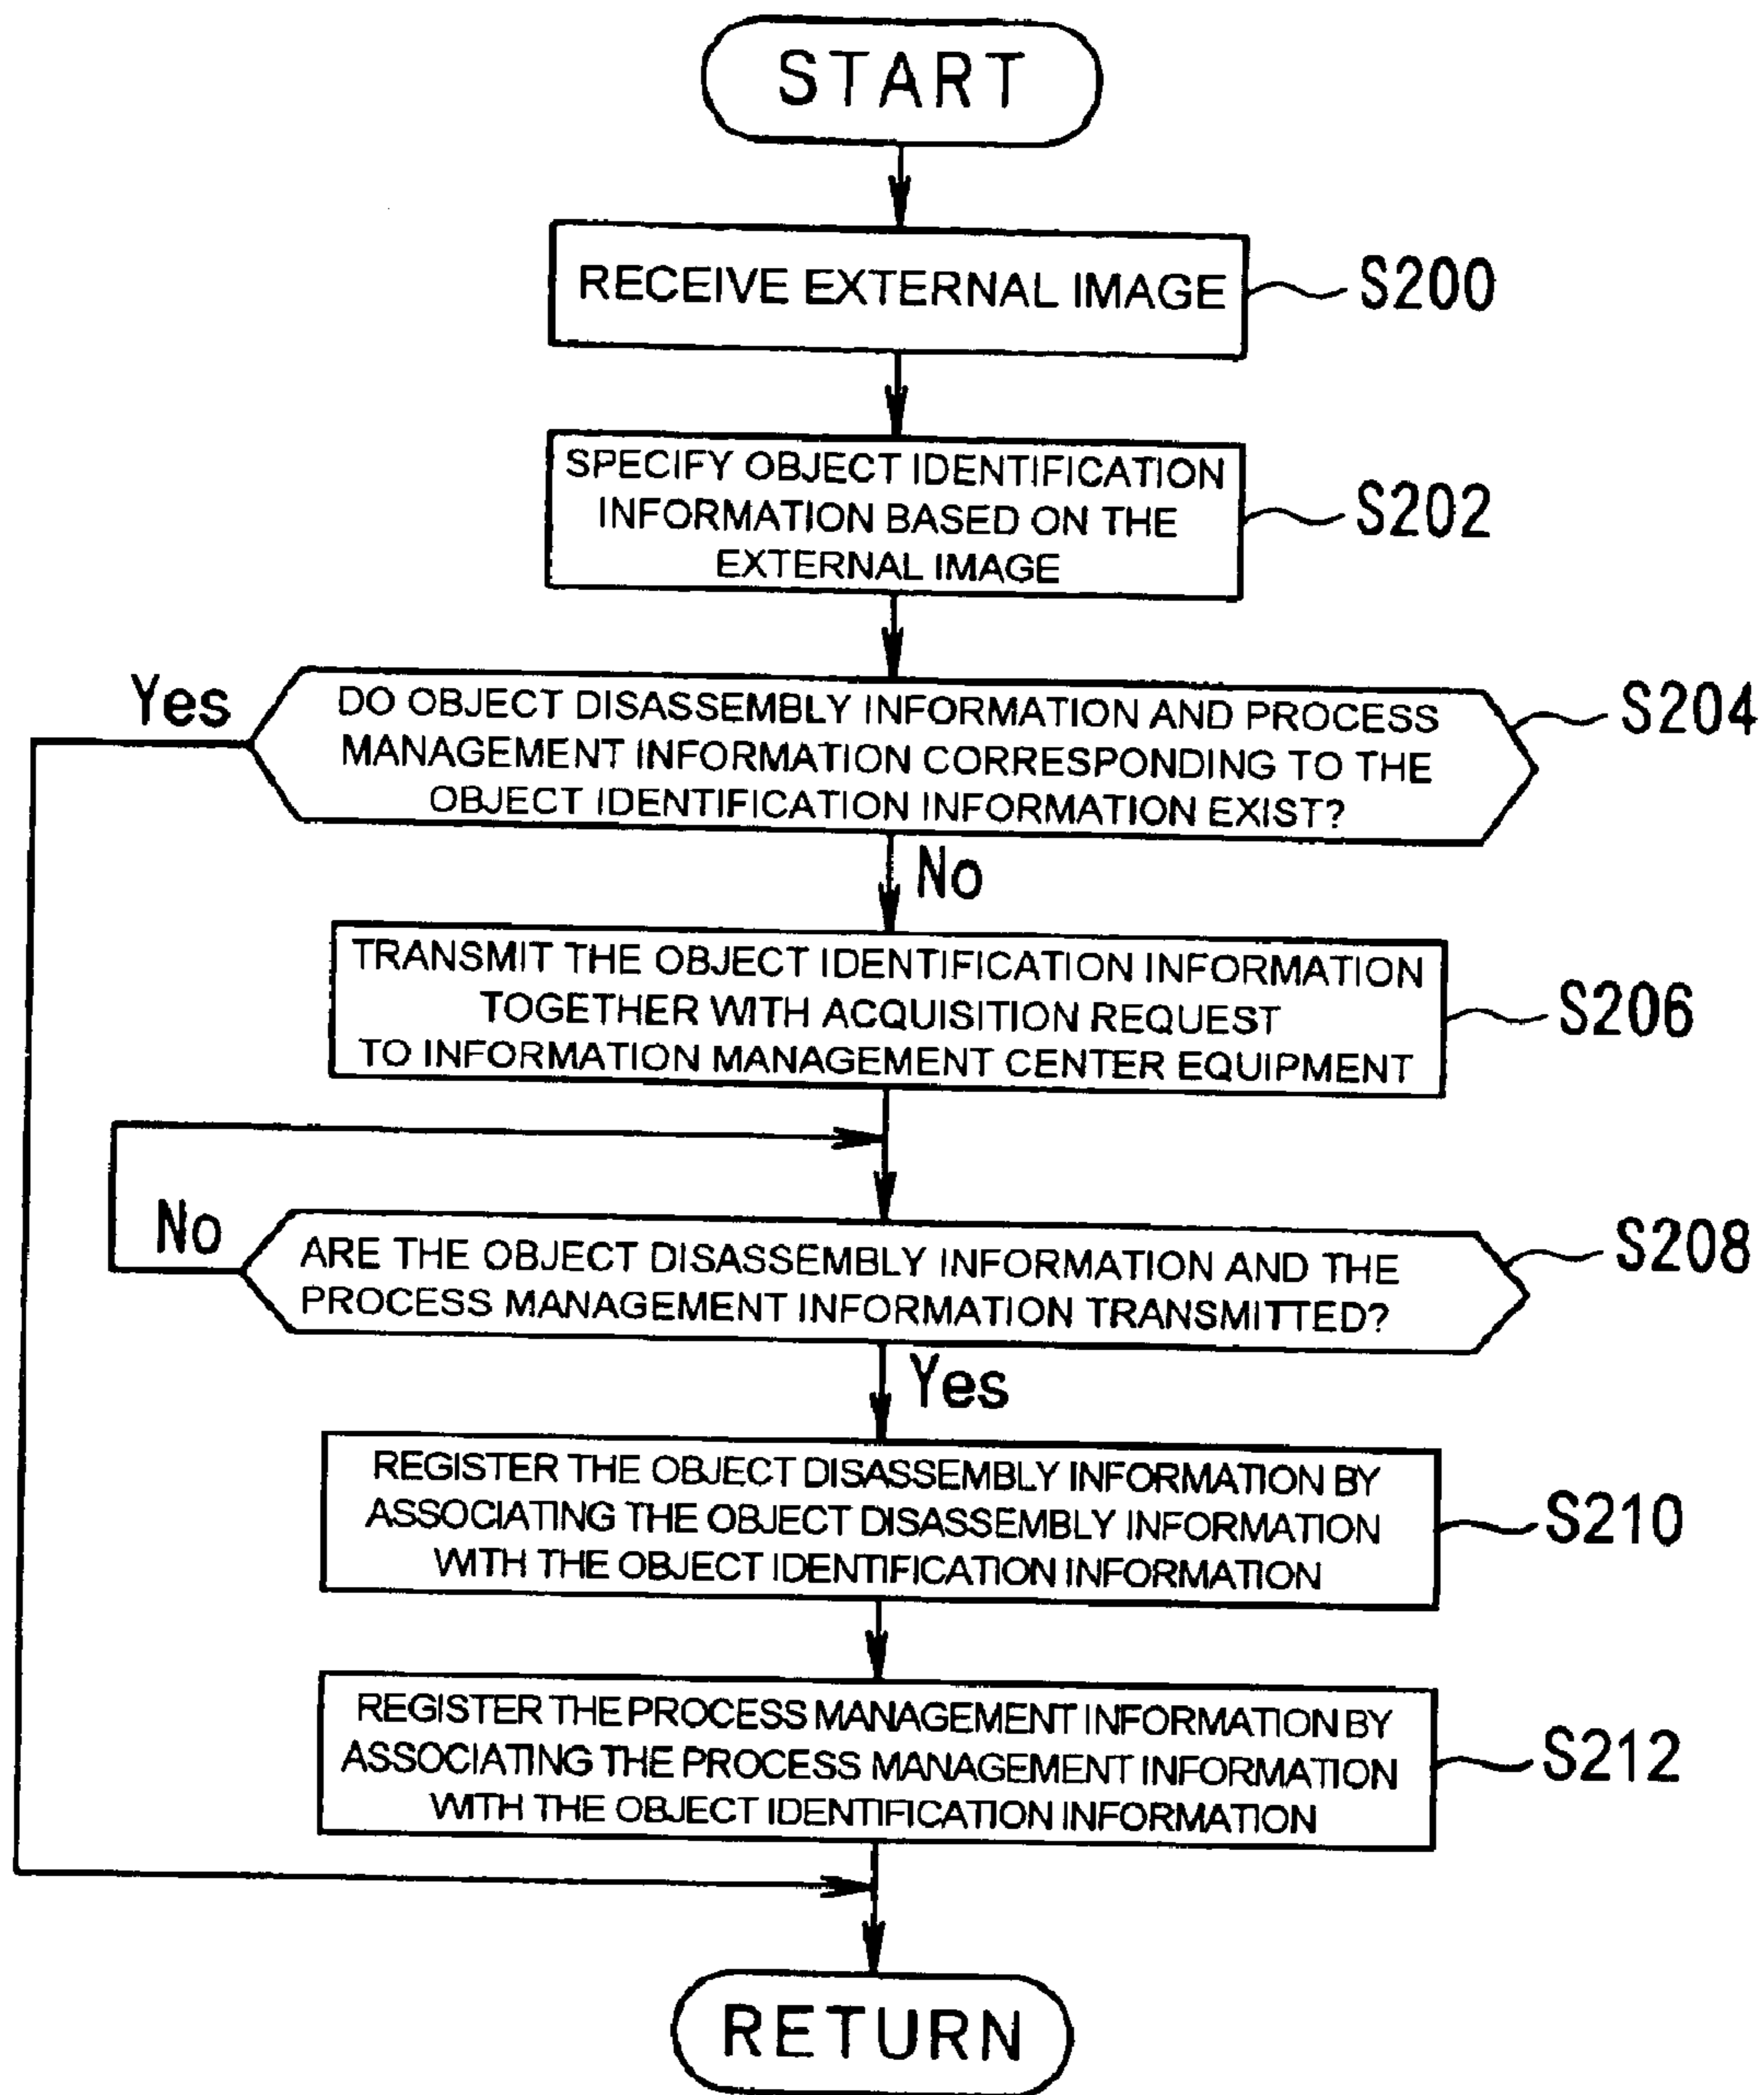 START
RECEIVE EXTERNAL IMAGE
S200
SPECIFY OBJECT IDENTIFICATION
INFORMATION BASED ON THE
EXTERNAL IMAGE
S202
Yes
DO OBJECT DISASSEMBLY INFORMATION AND PROCESS
MANAGEMENT INFORMATION CORRESPONDING TO THE
OBJECT IDENTIFICATION INFORMATION EXIST?
S204
No
TRANSMIT THE OBJECT IDENTIFICATION INFORMATION
TOGETHER WITH ACQUISITION REQUEST
TO INFORMATION MANAGEMENT CENTER EQUIPMENT
S206
No
ARE THE OBJECT DISASSEMBLY INFORMATION AND THE
PROCESS MANAGEMENT INFORMATION TRANSMITTED?
S208
Yes
REGISTER THE OBJECT DISASSEMBLY INFORMATION BY
ASSOCIATING THE OBJECT DISASSEMBLY INFORMATION
WITH THE OBJECT IDENTIFICATION INFORMATION
S210
REGISTER THE PROCESS MANAGEMENT INFORMATION BY
ASSOCIATING THE PROCESS MANAGEMENT INFORMATION
WITH THE OBJECT IDENTIFICATION INFORMATION
S212
RETURN